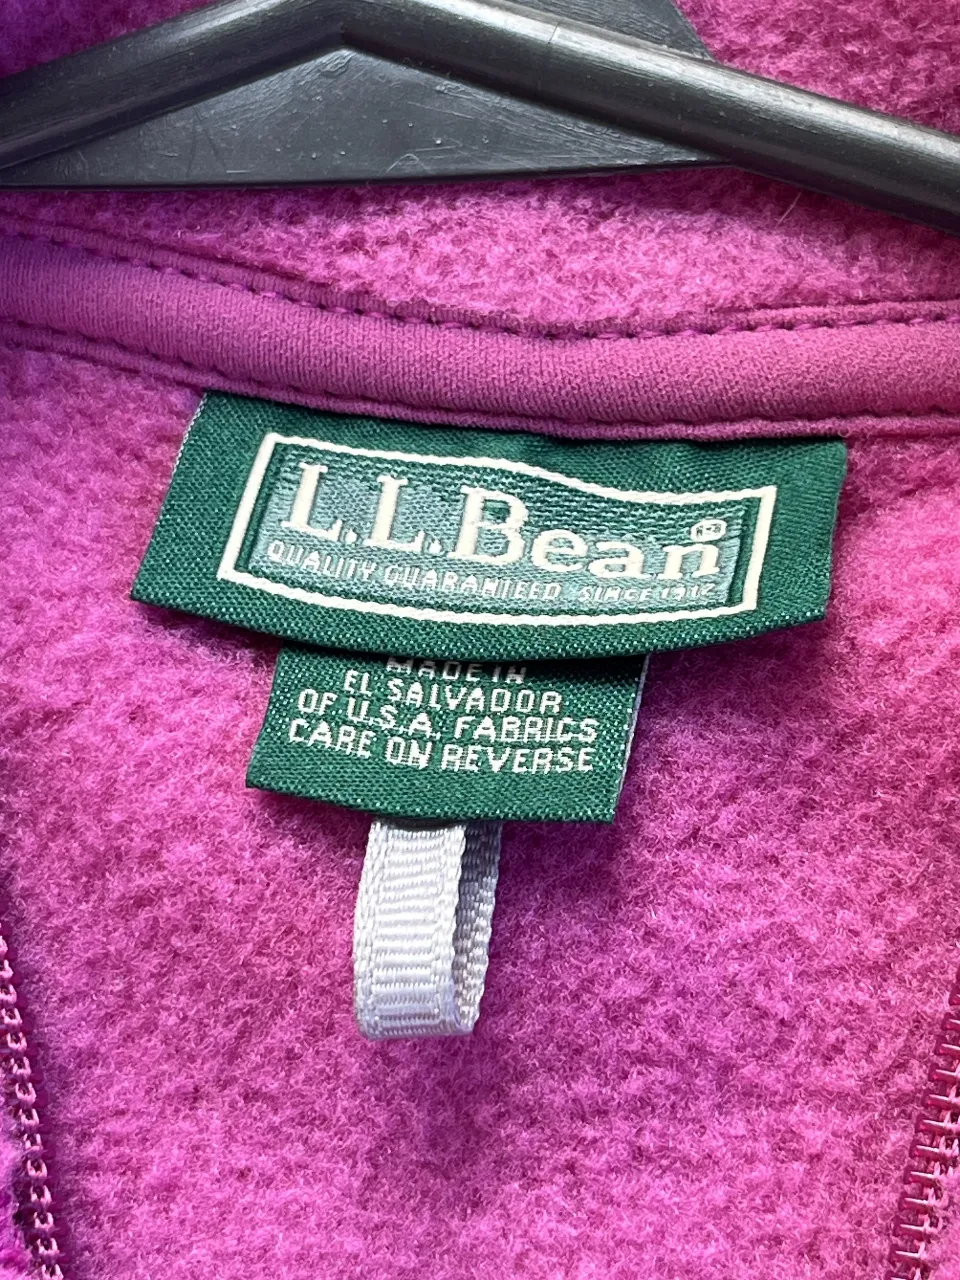 L.L.Bean®
QUALITY GUARANTEED SINCE 1912
MADE IN
EL SALVADOR
OF U.S.A. FABRICS
CARE ON REVERSE